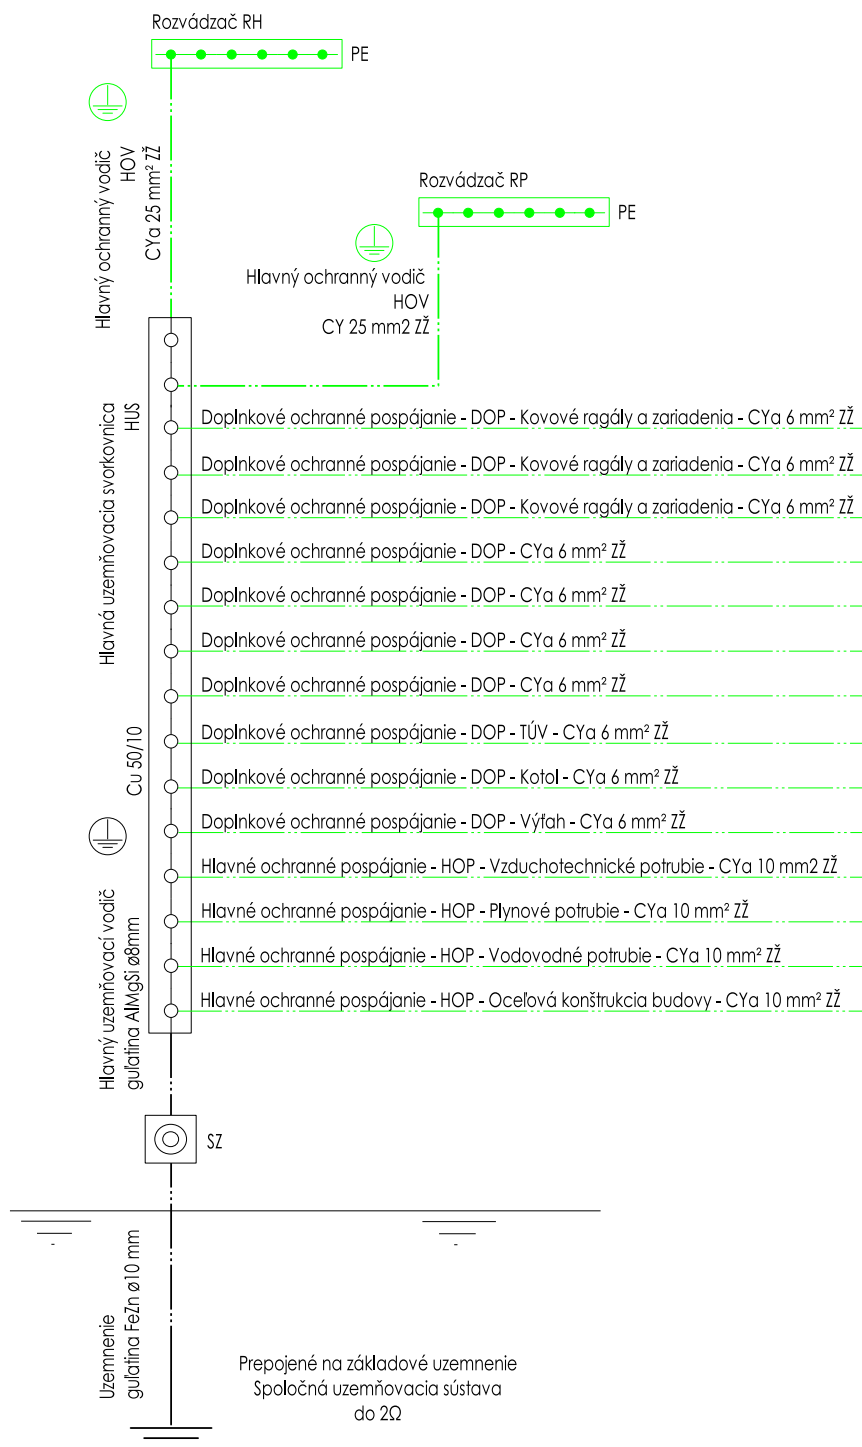 Rozvádzač RH
PE
Hlavný ochranný vodič
HOV
CYa 25 mm² ZŽ
Rozvádzač RP
PE
Hlavný ochranný vodič
HOV
CY 25 mm2 ZŽ
Hlavná uzemňovacia svorkovnica
HUS
Cu 50/10
Doplnkové ochranné pospájanie - DOP - Kovové ragály a zariadenia - CYa 6 mm² ZŽ
Doplnkové ochranné pospájanie - DOP - Kovové ragály a zariadenia - CYa 6 mm² ZŽ
Doplnkové ochranné pospájanie - DOP - Kovové ragály a zariadenia - CYa 6 mm² ZŽ
Doplnkové ochranné pospájanie - DOP - CYa 6 mm² ZŽ
Doplnkové ochranné pospájanie - DOP - CYa 6 mm² ZŽ
Doplnkové ochranné pospájanie - DOP - CYa 6 mm² ZŽ
Doplnkové ochranné pospájanie - DOP - CYa 6 mm² ZŽ
Doplnkové ochranné pospájanie - DOP - TÚV - CYa 6 mm² ZŽ
Doplnkové ochranné pospájanie - DOP - Kotol - CYa 6 mm² ZŽ
Doplnkové ochranné pospájanie - DOP - Výťah - CYa 6 mm² ZŽ
Hlavné ochranné pospájanie - HOP - Vzduchotechnické potrubie - CYa 10 mm2 ZŽ
Hlavné ochranné pospájanie - HOP - Plynové potrubie - CYa 10 mm² ZŽ
Hlavné ochranné pospájanie - HOP - Vodovodné potrubie - CYa 10 mm² ZŽ
Hlavné ochranné pospájanie - HOP - Oceľová konštrukcia budovy - CYa 10 mm² ZŽ
Hlavný uzemňovací vodič
guľatina AlMgSi ø8mm
SZ
Uzemnenie
guľatina FeZn ø10 mm
Prepojené na základové uzemnenie
Spoločná uzemňovacia sústava
do 2Ω